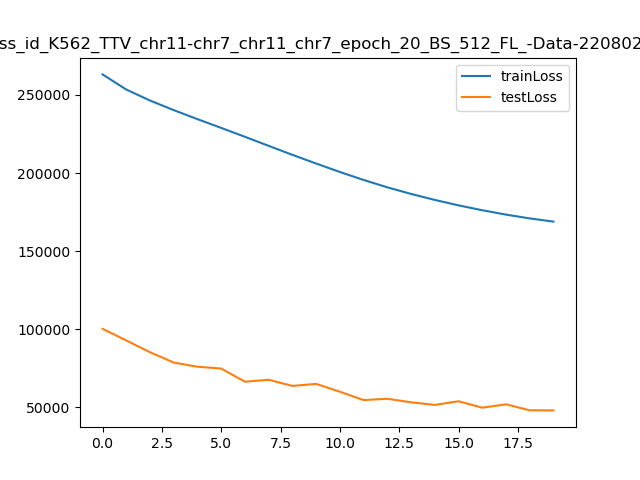 ss_id_K562_TTV_chr11-chr7_chr11_chr7_epoch_20_BS_512_FL_-Data-220802
trainLoss
testLoss
250000
200000
150000
100000
50000
0.0 2.5 5.0 7.5 10.0 12.5 15.0 17.5